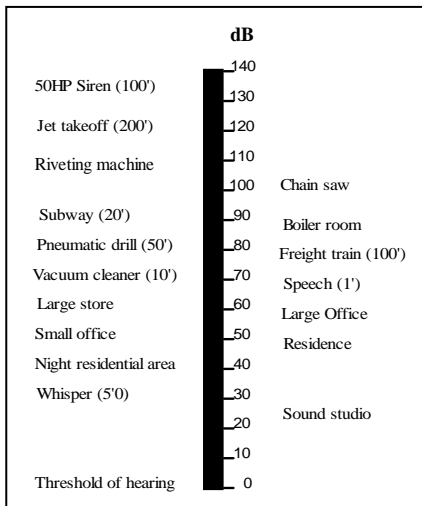 dB
140
50HP Siren (100')
130
Jet takeoff (200')
120
Riveting machine
110
100
Chain saw
Subway (20')
90
Boiler room
Pneumatic drill (50')
80
Freight train (100')
Vacuum cleaner (10')
70
Speech (1')
Large store
60
Large Office
Small office
50
Residence
Night residential area
40
Whisper (5'0)
30
Sound studio
20
10
Threshold of hearing
0